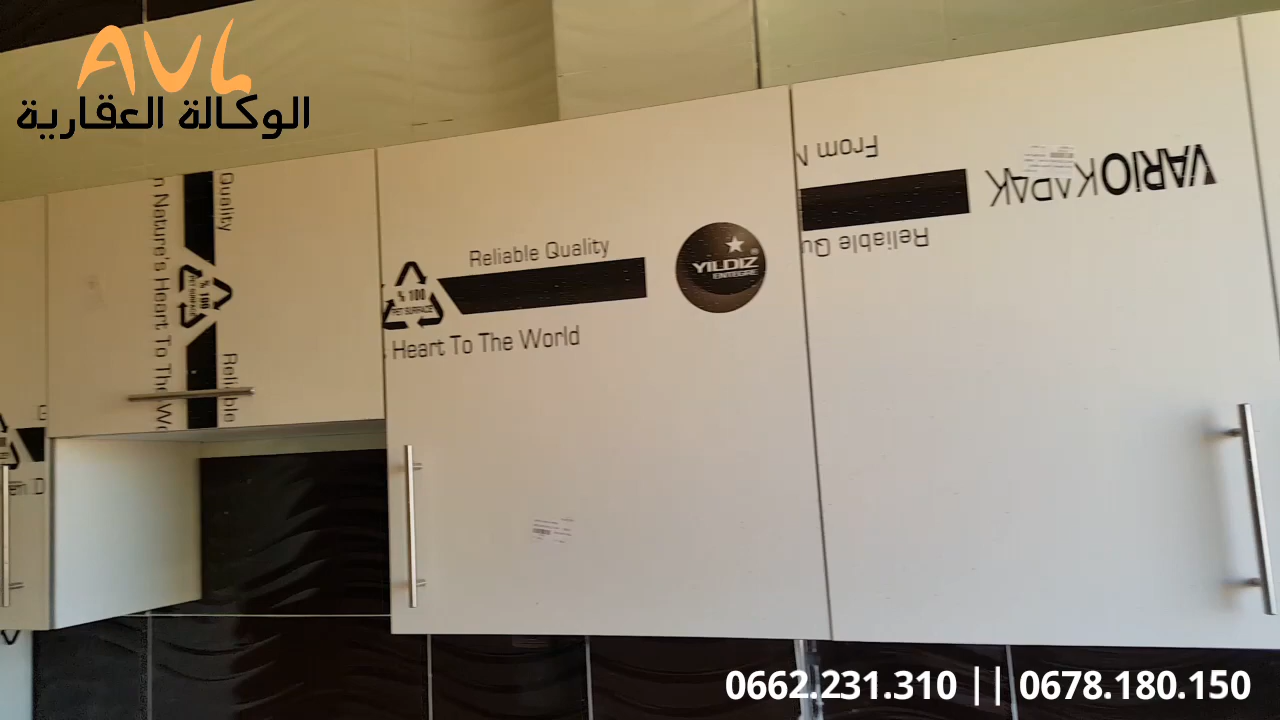 AVL
الوكالة العقارية
Quality
n Nature's Heart To The Wo
% 100
PET SURFACE
Reliable
Reliable Quality
% 100
PET SURFACE
Heart To The World
YILDIZ
ENTEGRE
From N
VARIOKAPAK
Reliable Qu
0662.231.310 || 0678.180.150